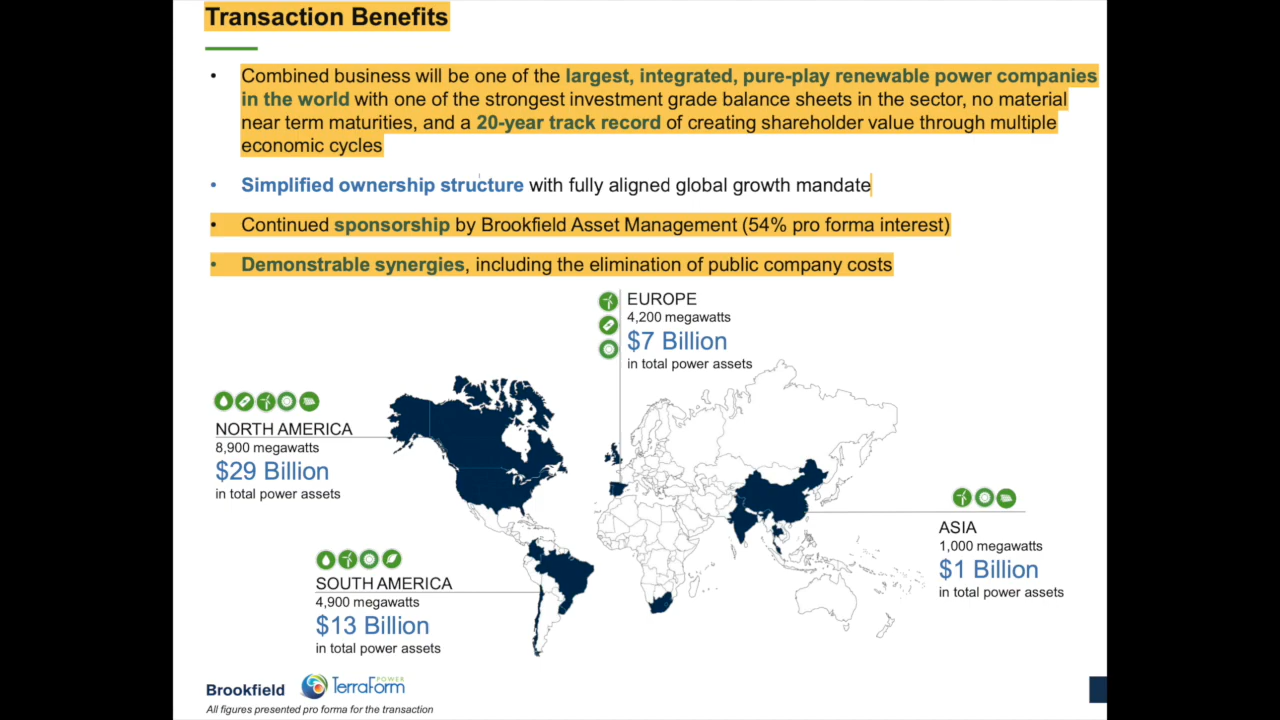 Transaction Benefits
• Combined business will be one of the largest, integrated, pure-play renewable power companies
in the world with one of the strongest investment grade balance sheets in the sector, no material
near term maturities, and a 20-year track record of creating shareholder value through multiple
economic cycles
• Simplified ownership structure with fully aligned global growth mandate
• Continued sponsorship by Brookfield Asset Management (54% pro forma interest)
• Demonstrable synergies, including the elimination of public company costs
EUROPE
4,200 megawatts
$7 Billion
in total power assets
NORTH AMERICA
8,900 megawatts
$29 Billion
in total power assets
ASIA
1,000 megawatts
$1 Billion
in total power assets
SOUTH AMERICA
4,900 megawatts
$13 Billion
in total power assets
Brookfield
TerraForm POWER
All figures presented pro forma for the transaction